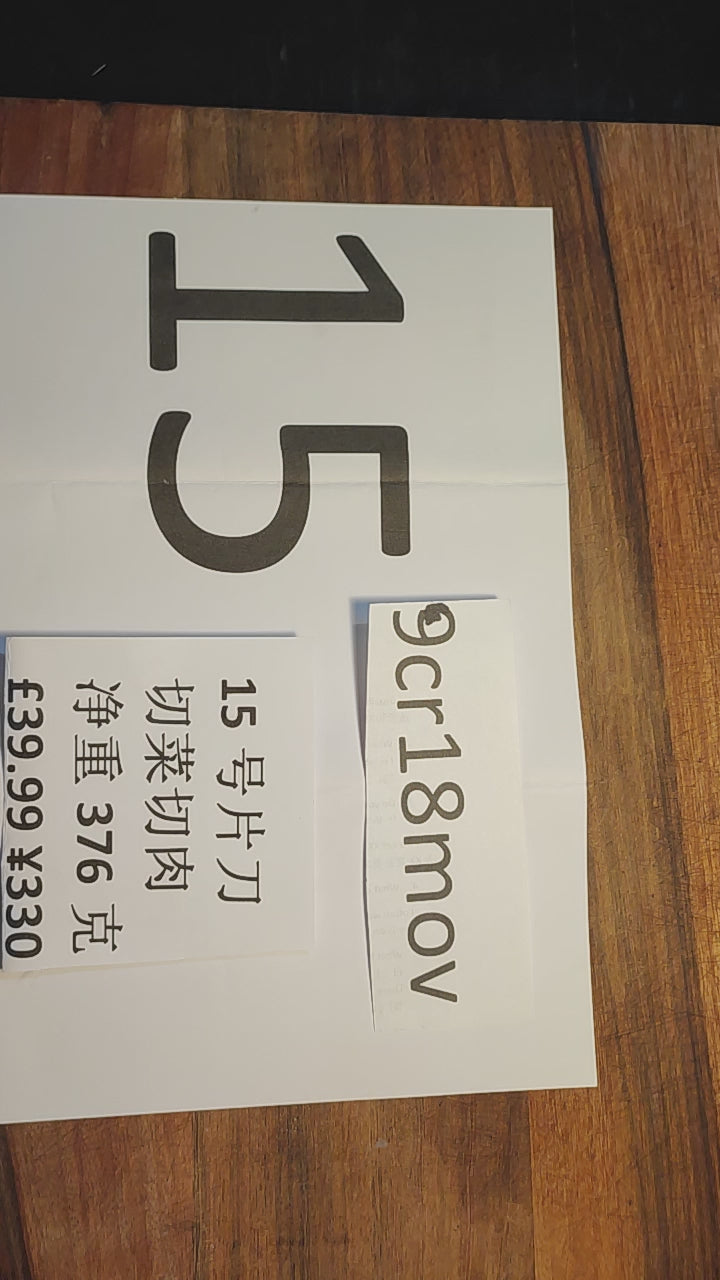 15
9cr18mov
15 号片刀
切菜切肉
净重 376 克
£39.99 ¥330